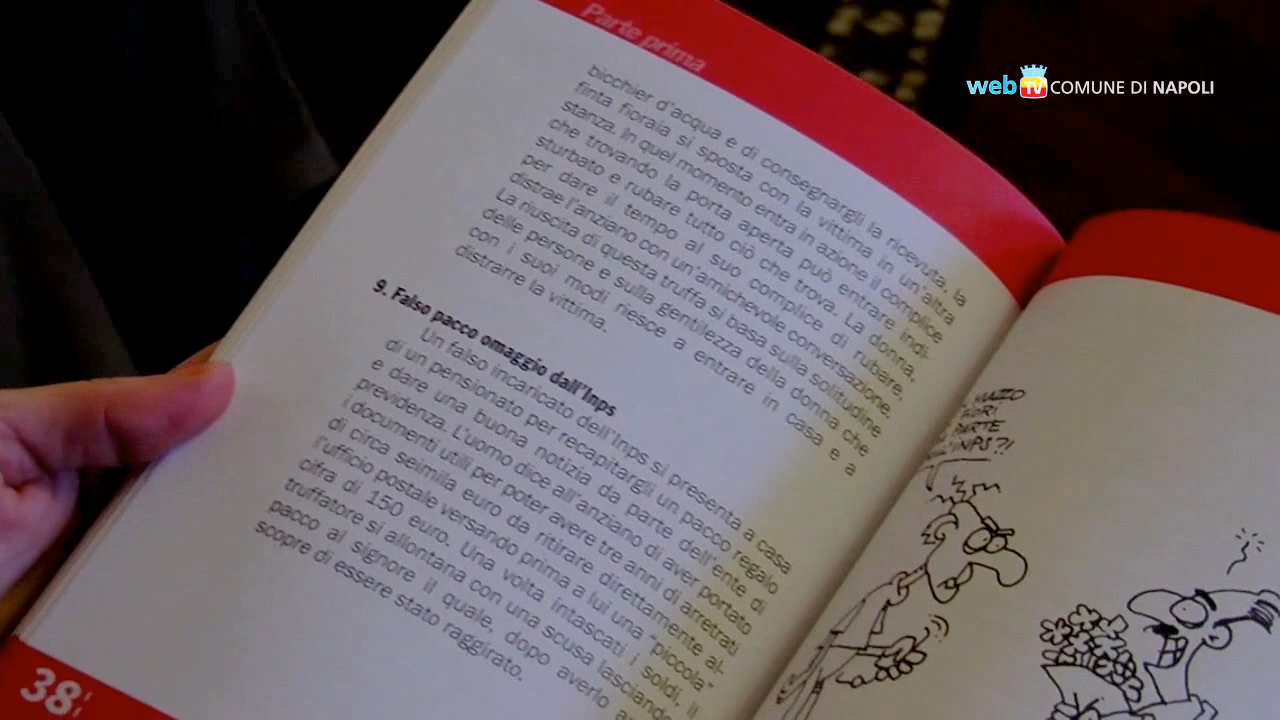 web TV COMUNE DI NAPOLI
Parte prima
bicchier d'acqua e di consegnargli la ricevuta, la
finta fioraia si sposta con la vittima in un'altra
stanza. In quel momento entra in azione il complice
che trovando la porta aperta può entrare indi-
sturbato e rubare tutto ciò che trova. La donna,
per dare il tempo al suo complice di rubare,
distrae l'anziano con un'amichevole conversazione.
La riuscita di questa truffa si basa sulla solitudine
delle persone e sulla gentilezza della donna che
con i suoi modi riesce a entrare in casa e a
distrarre la vittima.
9. Falso pacco omaggio dall'Inps
Un falso incaricato dell'Inps si presenta a casa
di un pensionato per recapitargli un pacco regalo
e dare una buona notizia da parte dell'ente di
previdenza. L'uomo dice all'anziano di aver portato
i documenti utili per poter avere tre anni di arretrati
di circa seimila euro da ritirare direttamente al-
l'ufficio postale versando prima a lui una "piccola"
cifra di 150 euro. Una volta intascati i soldi, il
truffatore si allontana con una scusa lasciando
pacco al signore il quale, dopo averlo
scopre di essere stato raggirato.
38
MAZZO
PARTE
INPS?!